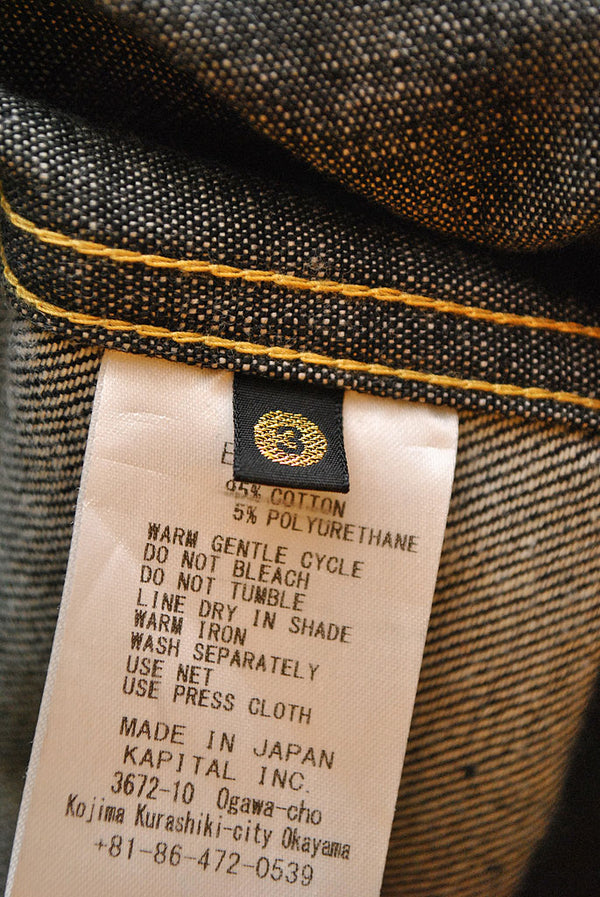 3
95% COTTON
5% POLYURETHANE
WARM GENTLE CYCLE
DO NOT BLEACH
DO NOT TUMBLE
LINE DRY IN SHADE
WARM IRON
WASH SEPARATELY
USE NET
USE PRESS CLOTH
MADE IN JAPAN
KAPITAL INC.
3672-10 Ogawa-cho
Kojima Kurashiki-city Okayama
+81-86-472-0539